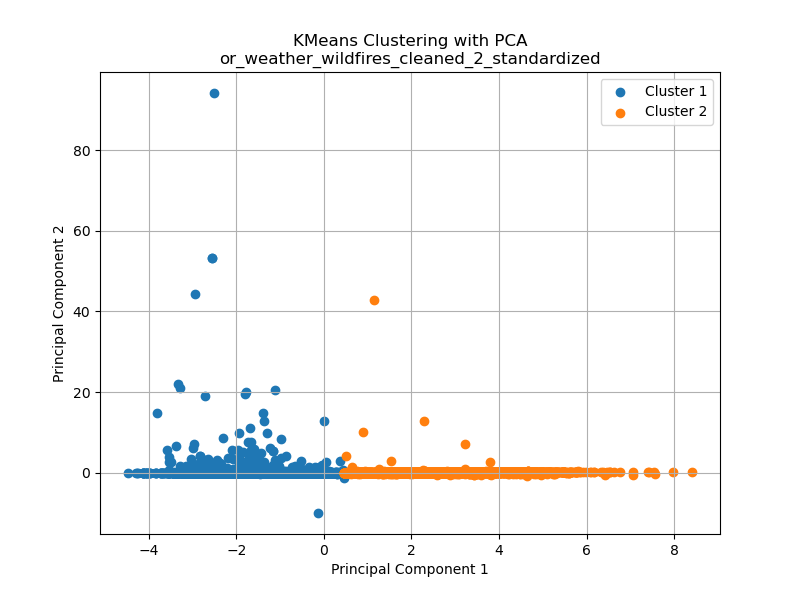 KMeans Clustering with PCA
or_weather_wildfires_cleaned_2_standardized
Cluster 1
Cluster 2
80
60
40
20
0
Principal Component 2
−4
−2
0
2
4
6
8
Principal Component 1